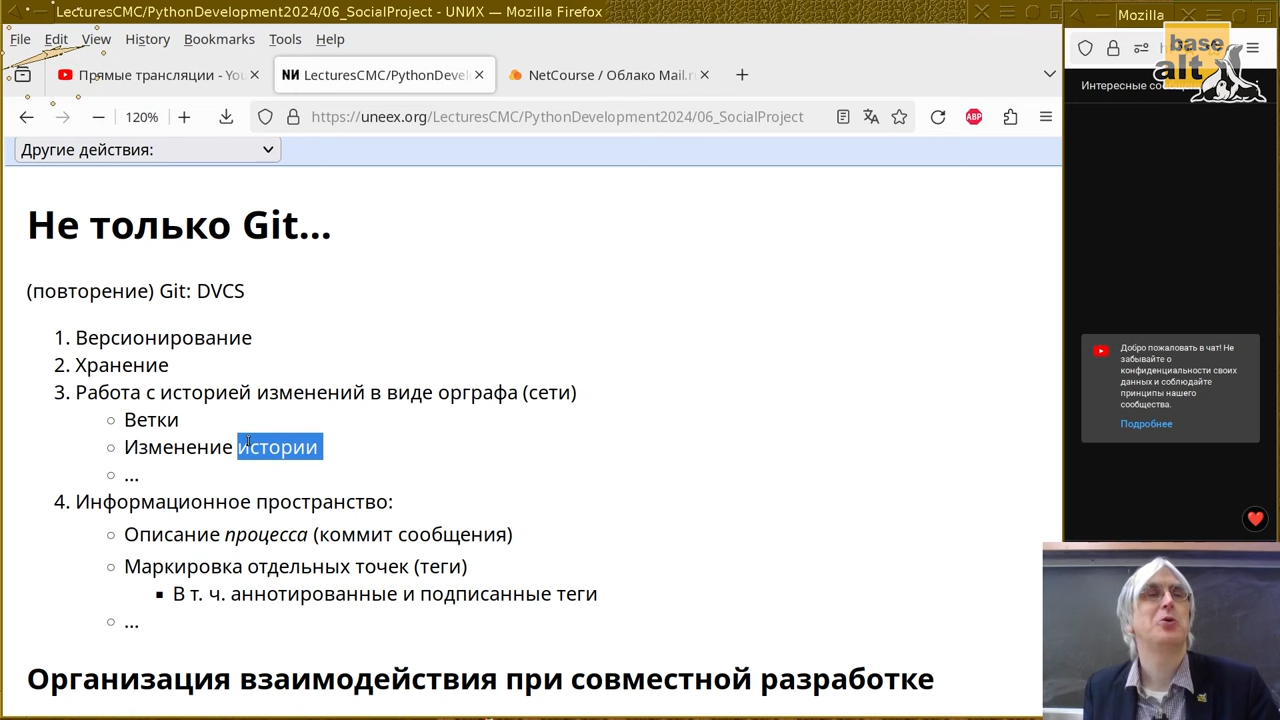 LecturesCMC/PythonDevelopment2024/06_SocialProject - UNИX — Mozilla Firefox
Mozilla
File Edit View History Bookmarks Tools Help
base
alt
Прямые трансляции - You
NИ LecturesCMC/PythonDevel
NetCourse / Облако Mail.r
Интересные
120%
https://uneex.org/LecturesCMC/PythonDevelopment2024/06_SocialProject
ABP
Другие действия:
Не только Git...
(повторение) Git: DVCS
1. Версионирование
2. Хранение
3. Работа с историей изменений в виде орграфа (сети)
Ветки
Изменение истории
...
4. Информационное пространство:
Описание процесса (коммит сообщения)
Маркировка отдельных точек (теги)
В т. ч. аннотированные и подписанные теги
...
Организация взаимодействия при совместной разработке
Добро пожаловать в чат! Не
забывайте о
конфиденциальности своих
данных и соблюдайте
принципы нашего
сообщества.
Подробнее